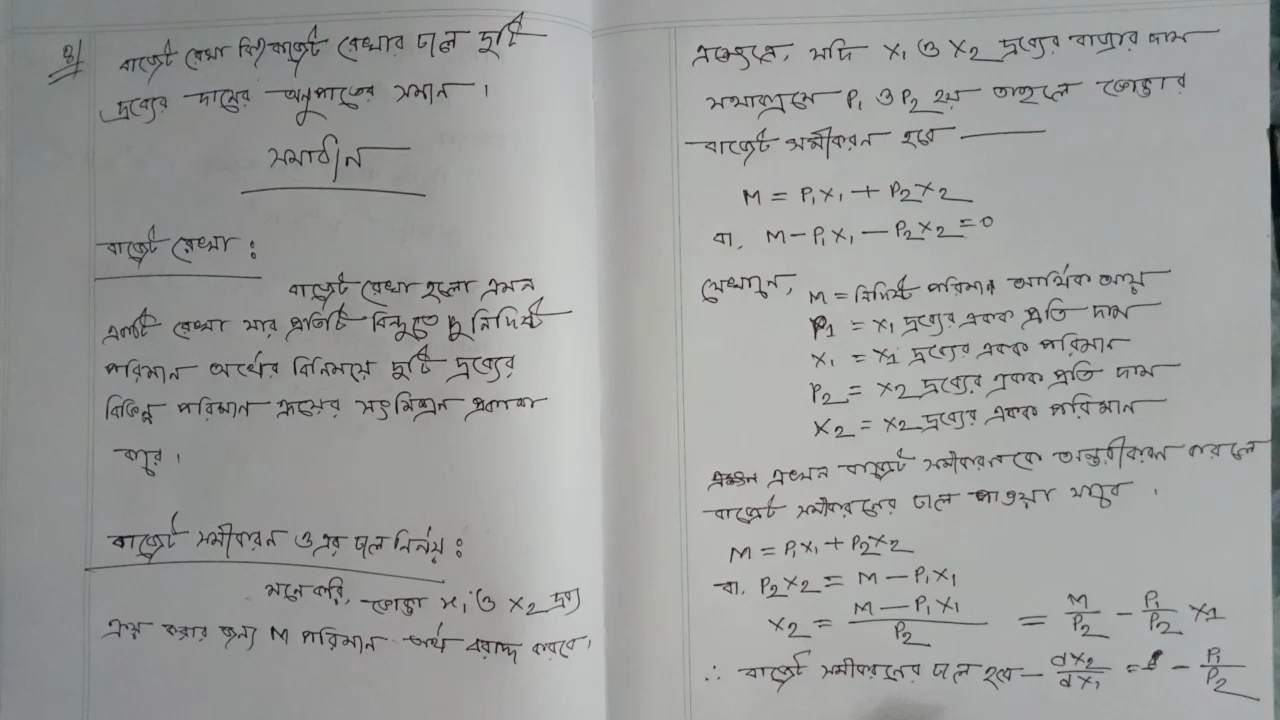 ৪/ বাজেট রেখা কি? বাজেট রেখার ঢাল দুটি
দ্রব্যের দামের অনুপাতের সমান ।
সমাধান
বাজেট রেখা :
বাজেট রেখা হলো এমন
একটি রেখা যার প্রতিটি বিন্দুতে নির্দিষ্ট
পরিমান অর্থের বিনিময়ে দুটি দ্রব্যের
বিভিন্ন পরিমান ক্রয়ের সংমিশ্রন প্রকাশ
করে ।
বাজেট সমীকরন ও এর ঢাল নির্নয় :
মনে করি, ভোক্তা x₁ ও x₂ দ্রব্য
ক্রয় করার জন্য M পরিমান অর্থ বরাদ্দ করবে,
এক্ষেত্রে, যদি x₁ ও x₂ দ্রব্যের বাজার দাম
যথাক্রমে P₁ ও P₂ হয় তাহলে ভোক্তার
বাজেট সমীকরন হবে —
M = P₁x₁ + P₂x₂
বা, M – P₁x₁ – P₂x₂ = 0
যেখানে, M = নির্দিষ্ট পরিমান আর্থিক আয়
P₁ = x₁ দ্রব্যের একক প্রতি দাম
x₁ = x₁ দ্রব্যের একক পরিমান
P₂ = x₂ দ্রব্যের একক প্রতি দাম
x₂ = x₂ দ্রব্যের একক পরিমান
এখন বাজেট সমীকরনকে অন্তরীকরন করলে
বাজেট সমীকরনের ঢাল পাওয়া যাবে ।
M = P₁x₁ + P₂x₂
বা, P₂x₂ = M – P₁x₁
x₂ = (M – P₁x₁)/P₂ = M/P₂ – P₁/P₂ x₁
∴ বাজেট সমীকরনের ঢাল হবে – dx₂/dx₁ = – P₁/P₂